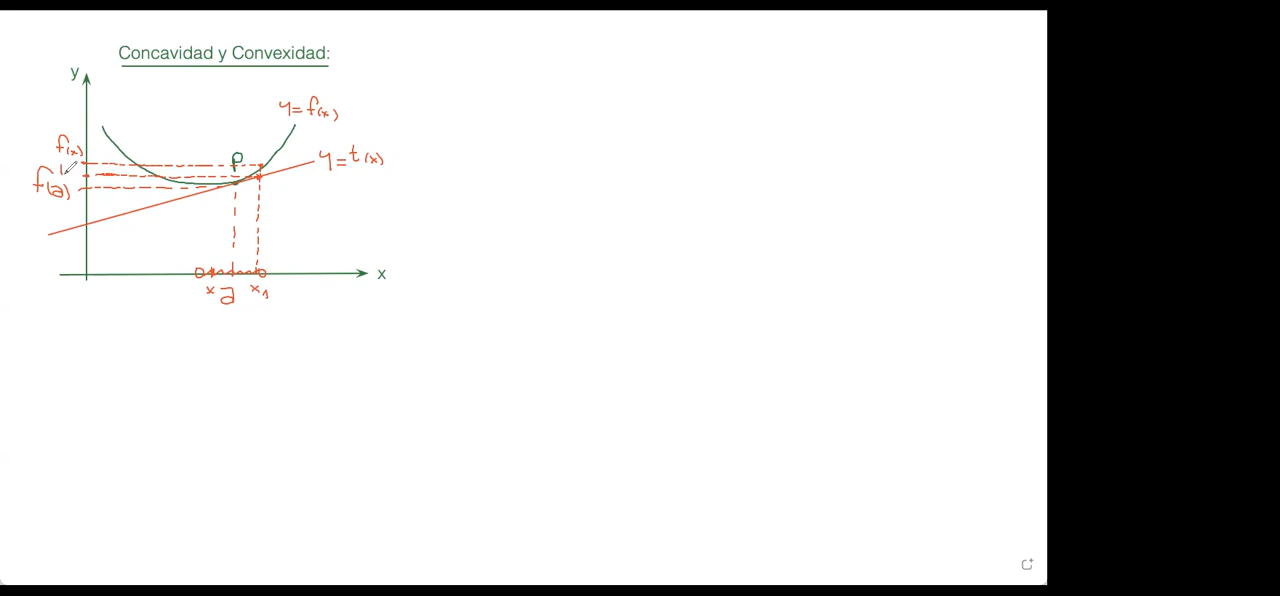 Concavidad y Convexidad:
y
y=f(x)
f(x)
P
y=t(x)
f(a)
x
x a x₁